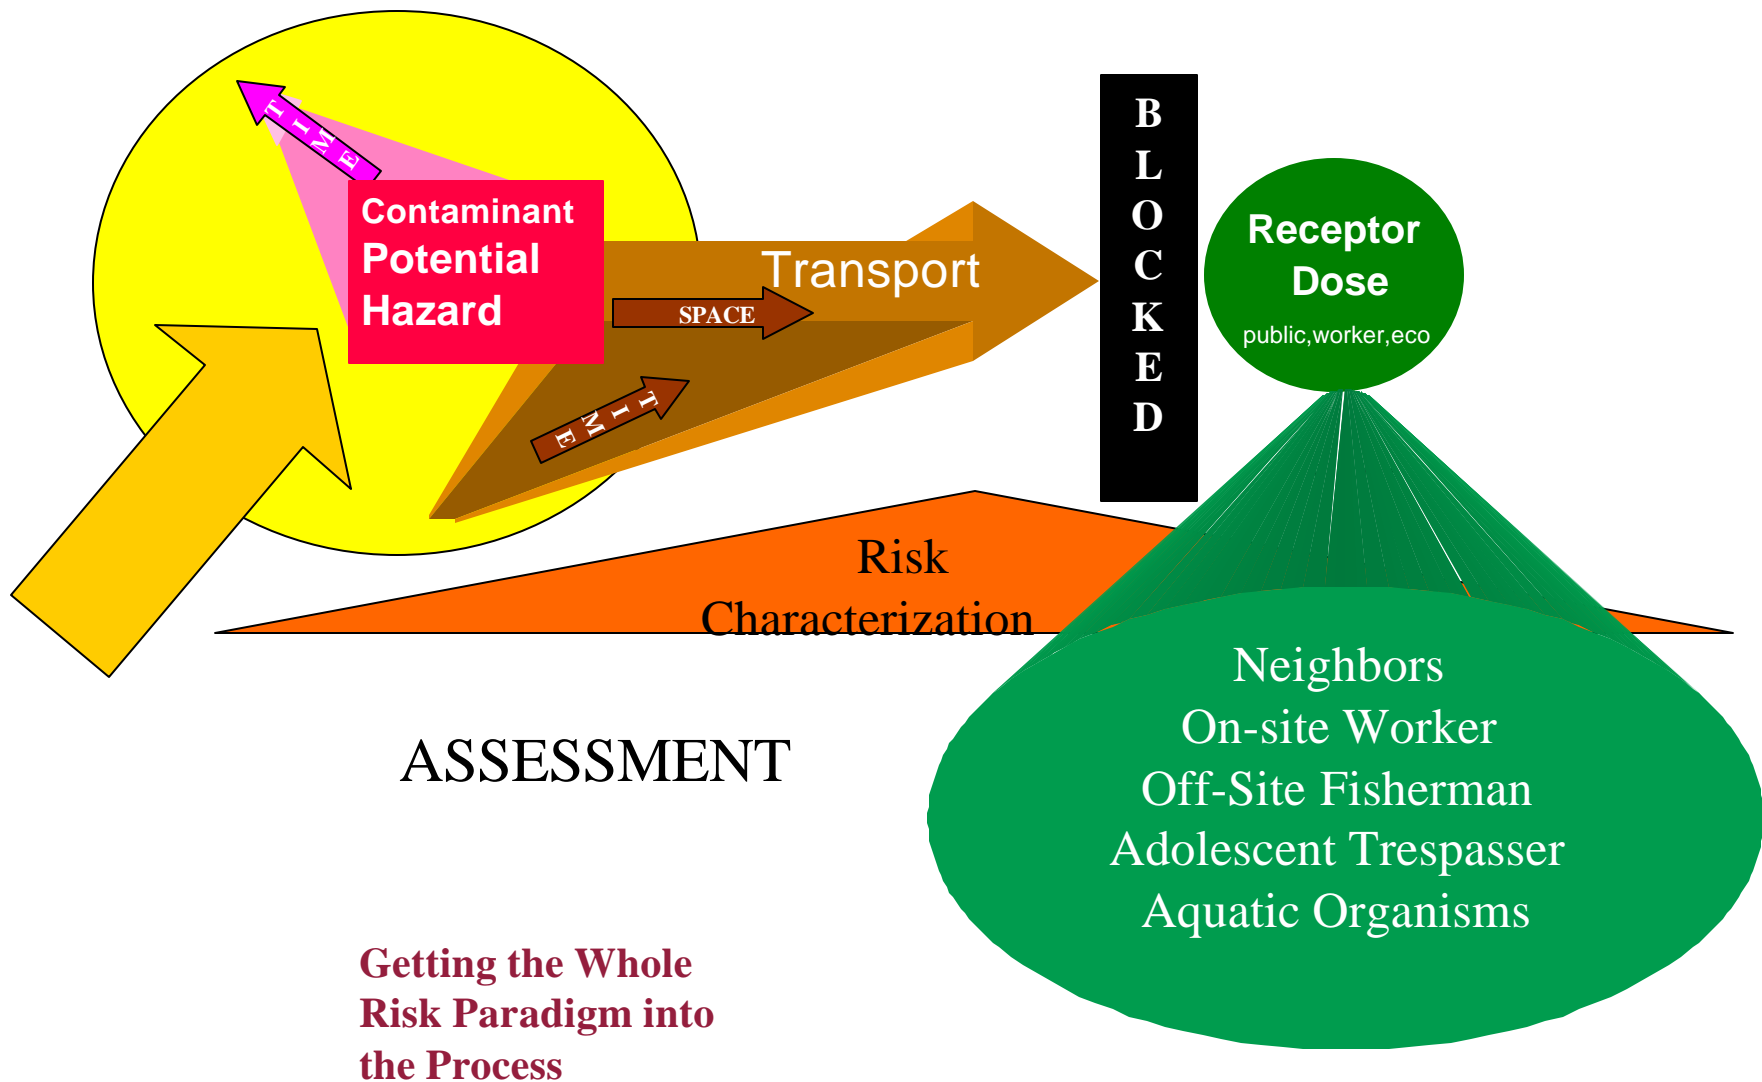 TIME
Contaminant
Potential
Hazard
Transport
SPACE
TIME
BLOCKED
Receptor
Dose
public,worker,eco
Risk
Characterization
Neighbors
On-site Worker
Off-Site Fisherman
Adolescent Trespasser
Aquatic Organisms
ASSESSMENT
Getting the Whole
Risk Paradigm into
the Process